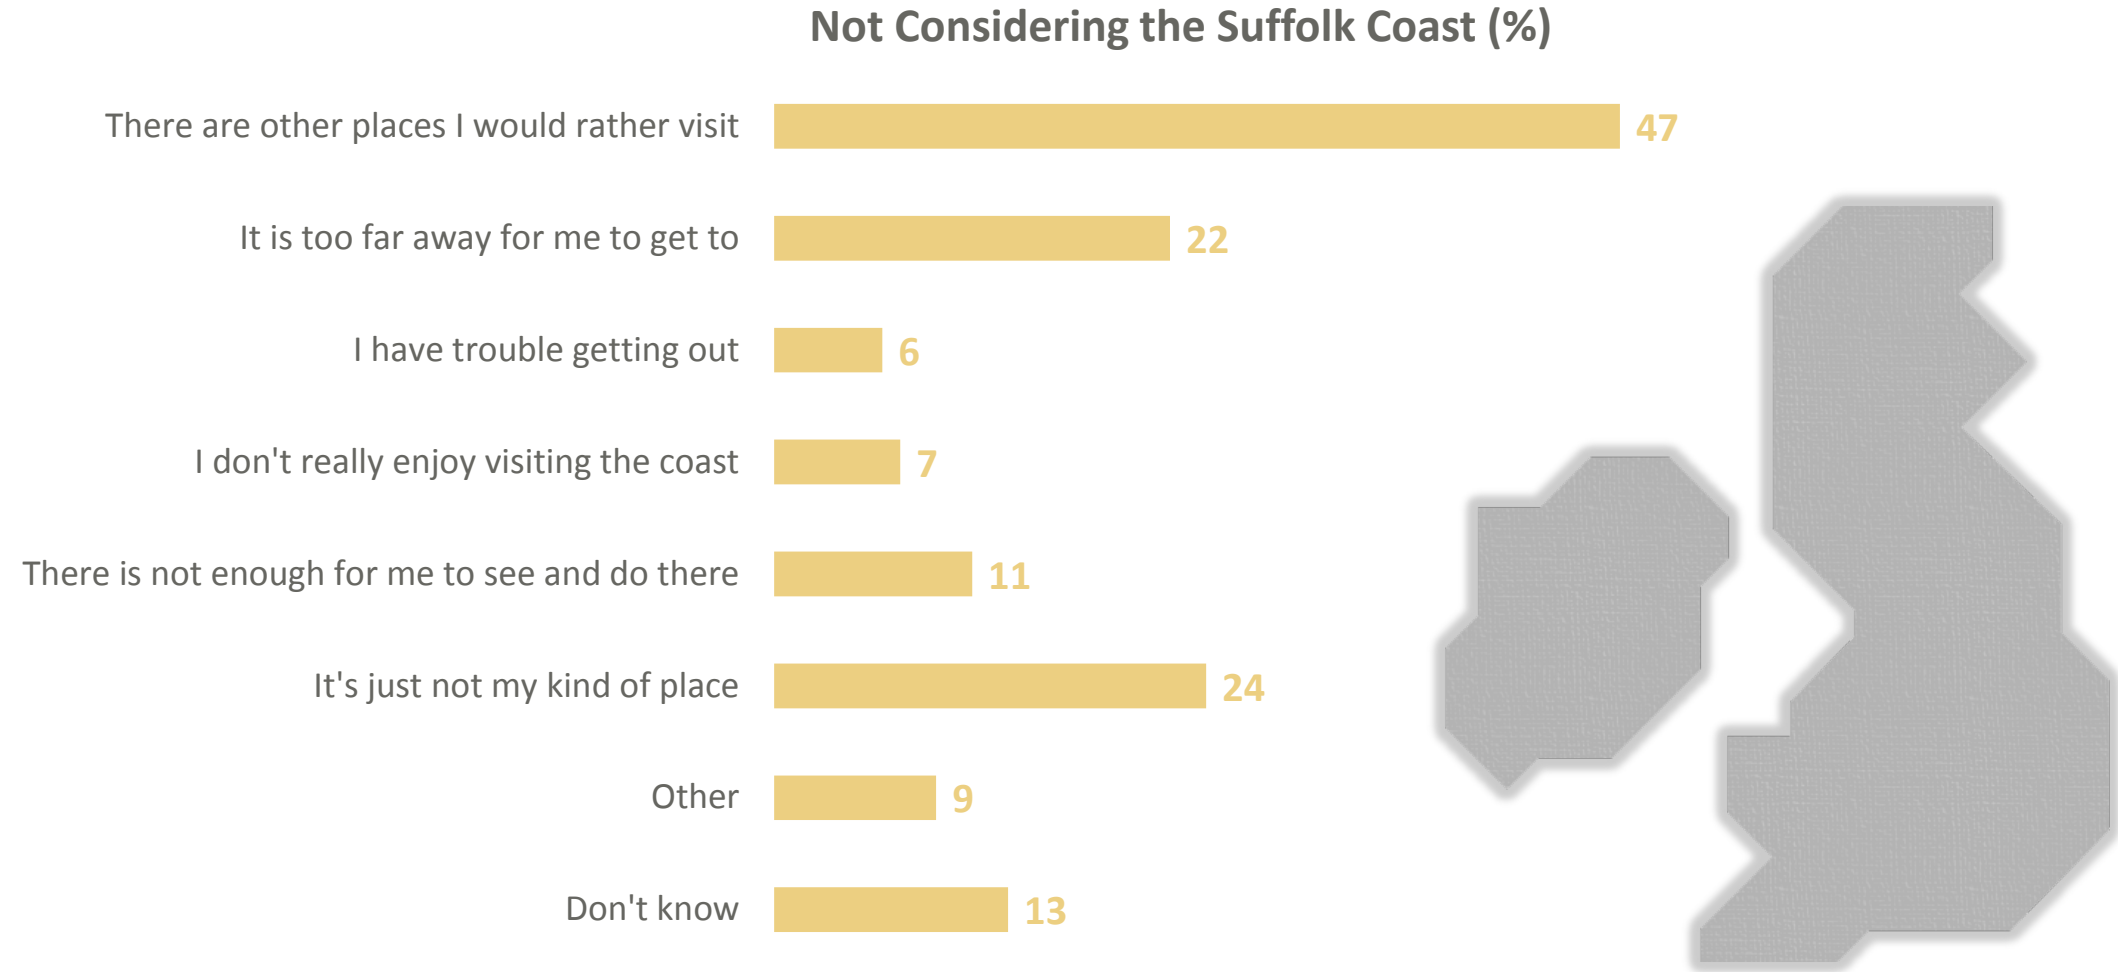 Not Considering the Suffolk Coast (%)
There are other places I would rather visit 47
It is too far away for me to get to 22
I have trouble getting out 6
I don't really enjoy visiting the coast 7
There is not enough for me to see and do there 11
It's just not my kind of place 24
Other 9
Don't know 13